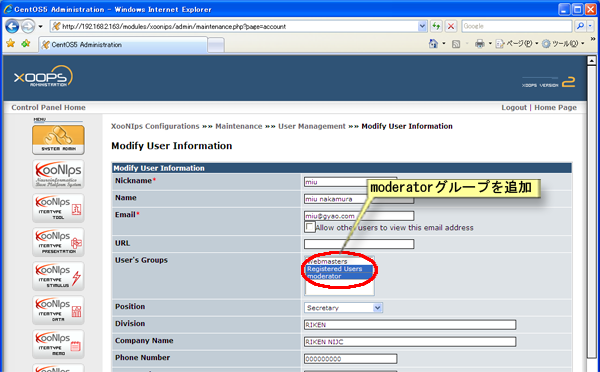 CentOS5 Administration - Windows Internet Explorer
http://192.168.2.163/modules/xoonips/admin/maintenance.php?page=account
Google
CentOS5 Administration
ページ(P)
ツール(O)
XOOPS
ADMINISTRATION
XOOPS VERSION 2
Control Panel Home
Logout | Home Page
MENU
SYSTEM ADMIN
XooNIps
Neuroinformatics
Base Platform System
XooNIps
ITEMTYPE
TOOL
XooNIps
ITEMTYPE
PRESENTATION
XooNIps
ITEMTYPE
STIMULUS
XooNIps
ITEMTYPE
DATA
XooNIps
ITEMTYPE
MEMO
XooNIps
XooNIps Configurations »» Maintenance »» User Management »» Modify User Information
Modify User Information
Modify User Information
Nickname*
miu
moderatorグループを追加
Name
miu nakamura
Email*
miu@gyao.com
Allow other users to view this email address
URL
User's Groups
Webmasters
Registered Users
moderator
Position
Secretary
Division
RIKEN
Company Name
RIKEN NIJC
Phone Number
000000000